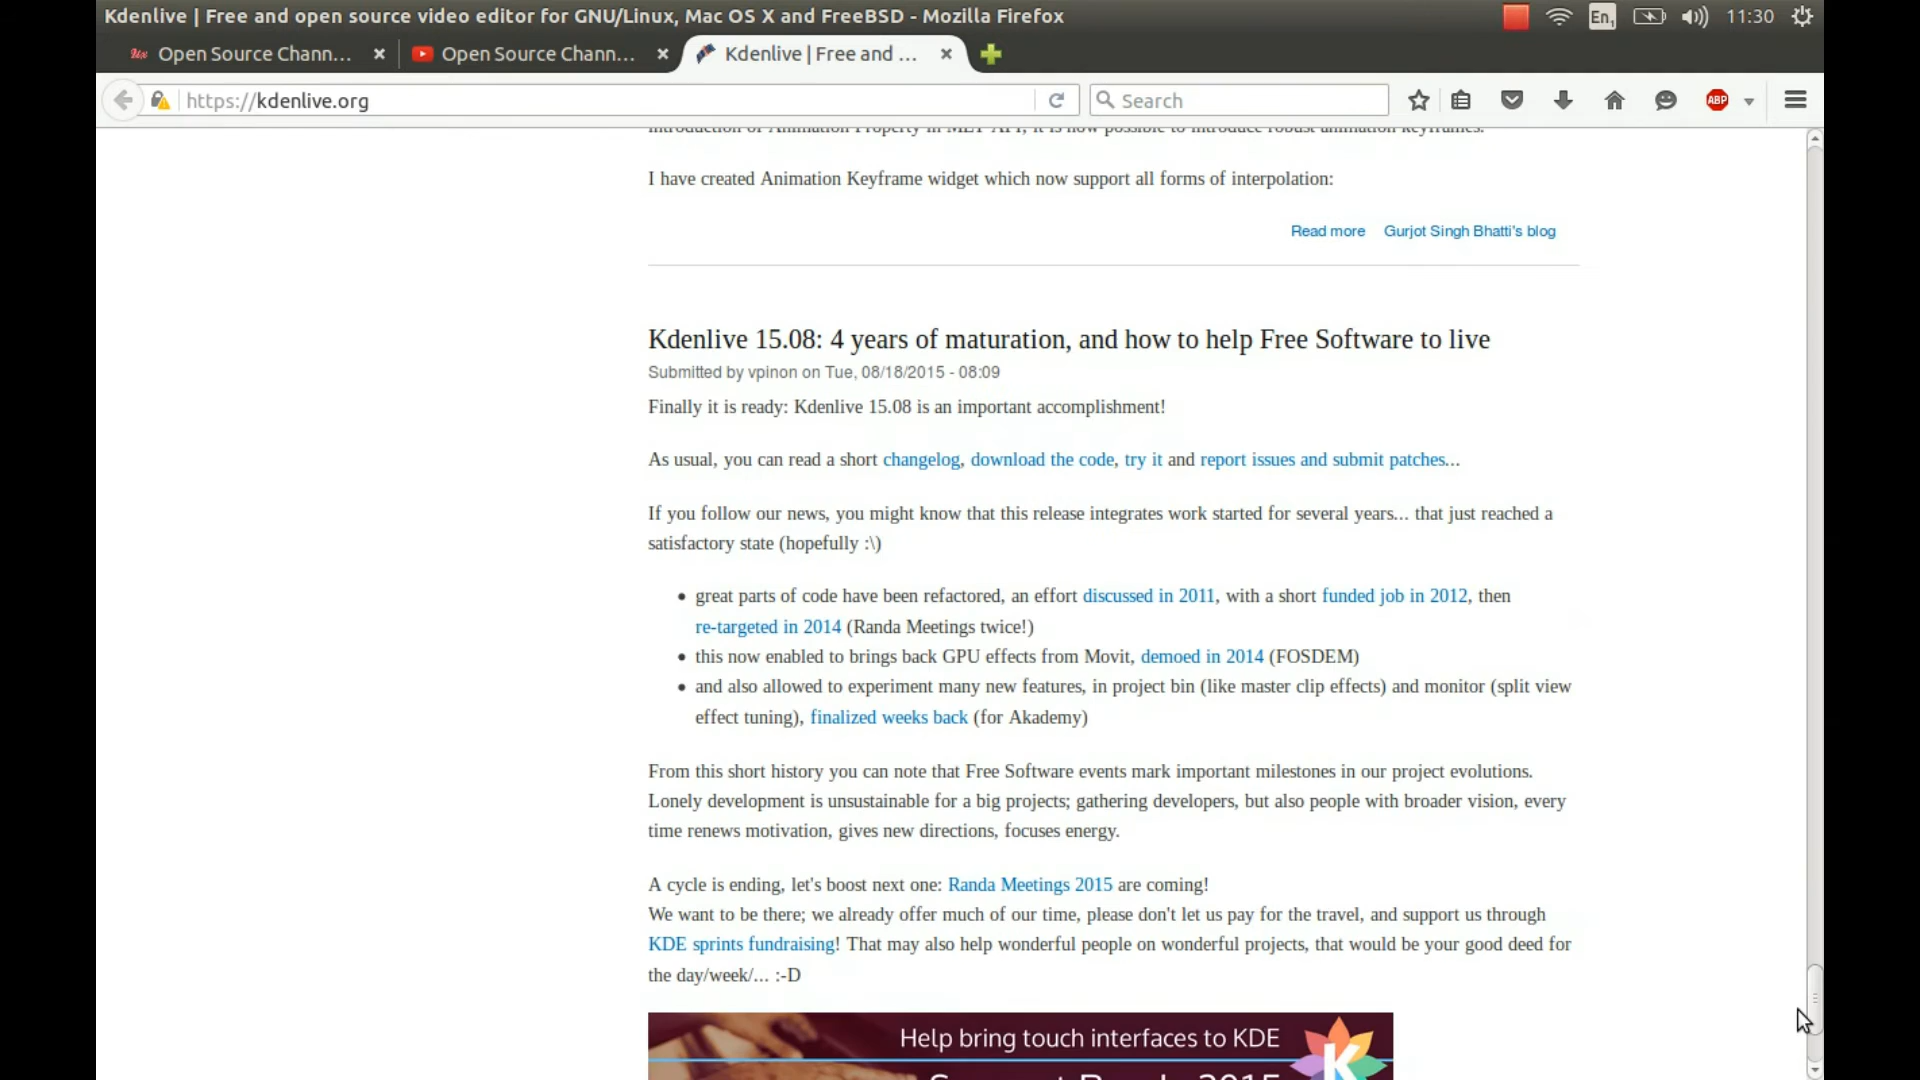 Kdenlive | Free and open source video editor for GNU/Linux, Mac OS X and FreeBSD - Mozilla Firefox
En1
11:30
Open Source Chann...
Open Source Chann...
Kdenlive | Free and ...
https://kdenlive.org
Search
ABP
introduction of Animation Property in MLT API, it is now possible to introduce robust animation keyframes.
I have created Animation Keyframe widget which now support all forms of interpolation:
Read more Gurjot Singh Bhatti's blog
Kdenlive 15.08: 4 years of maturation, and how to help Free Software to live
Submitted by vpinon on Tue, 08/18/2015 - 08:09
Finally it is ready: Kdenlive 15.08 is an important accomplishment!
As usual, you can read a short changelog, download the code, try it and report issues and submit patches...
If you follow our news, you might know that this release integrates work started for several years... that just reached a
satisfactory state (hopefully :\)
• great parts of code have been refactored, an effort discussed in 2011, with a short funded job in 2012, then
re-targeted in 2014 (Randa Meetings twice!)
• this now enabled to brings back GPU effects from Movit, demoed in 2014 (FOSDEM)
• and also allowed to experiment many new features, in project bin (like master clip effects) and monitor (split view
effect tuning), finalized weeks back (for Akademy)
From this short history you can note that Free Software events mark important milestones in our project evolutions.
Lonely development is unsustainable for a big projects; gathering developers, but also people with broader vision, every
time renews motivation, gives new directions, focuses energy.
A cycle is ending, let's boost next one: Randa Meetings 2015 are coming!
We want to be there; we already offer much of our time, please don't let us pay for the travel, and support us through
KDE sprints fundraising! That may also help wonderful people on wonderful projects, that would be your good deed for
the day/week/... :-D
Help bring touch interfaces to KDE
Support Randa 2015